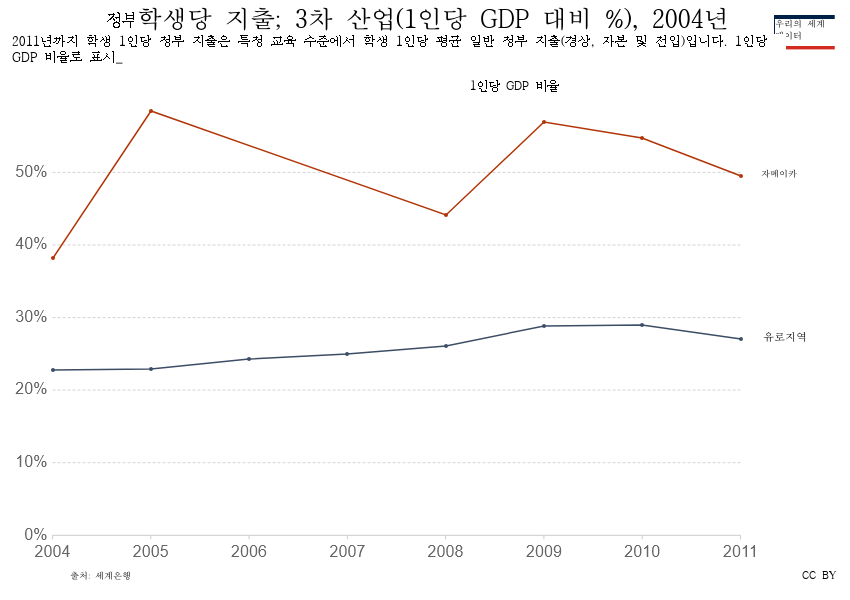 정부학생당 지출; 3차 산업(1인당 GDP 대비 %), 2004년
우리의 세계
데이터
2011년까지 학생 1인당 정부 지출은 특정 교육 수준에서 학생 1인당 평균 일반 정부 지출(경상, 자본 및 전입)입니다. 1인당
GDP 비율로 표시_
1인당 GDP 비율
50%
자메이카
40%
30%
유로지역
20%
10%
0%
2004 2005 2006 2007 2008 2009 2010 2011
출처: 세계은행
CC BY